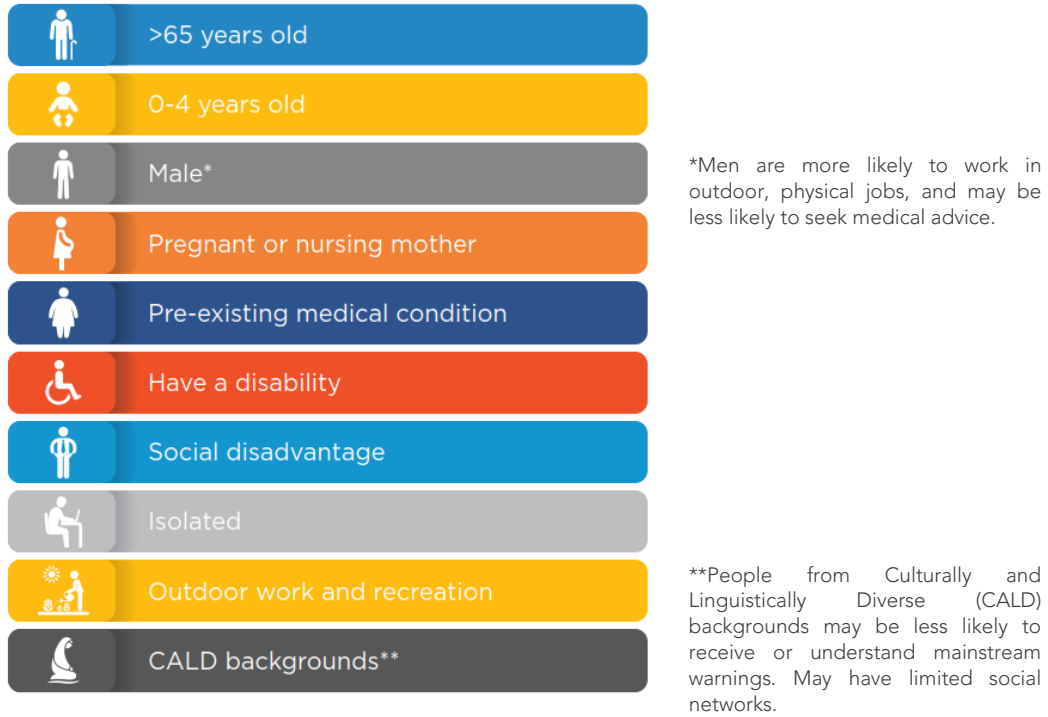 >65 years old
0-4 years old
Male*
*Men are more likely to work in
outdoor, physical jobs, and may be
less likely to seek medical advice.
Pregnant or nursing mother
Pre-existing medical condition
Have a disability
Social disadvantage
Isolated
Outdoor work and recreation
CALD backgrounds**
**People from Culturally and
Linguistically Diverse (CALD)
backgrounds may be less likely to
receive or understand mainstream
warnings. May have limited social
networks.